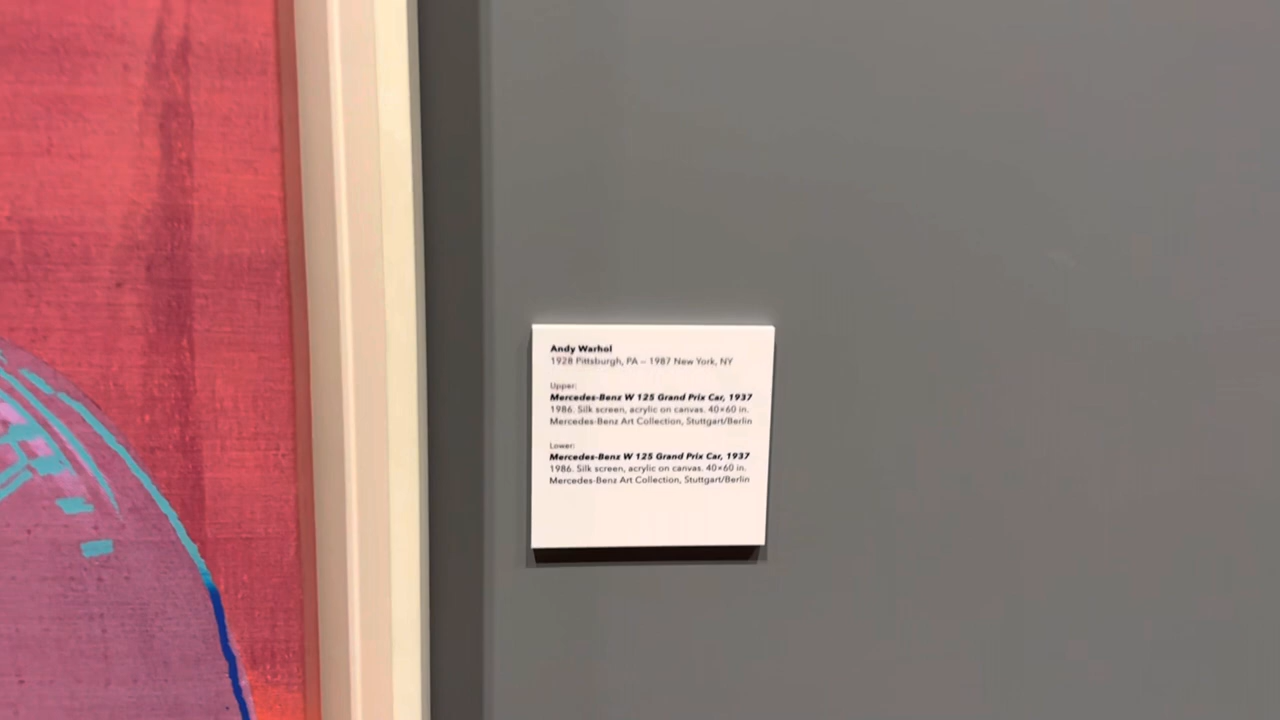 Andy Warhol
1928 Pittsburgh, PA – 1987 New York, NY
Upper:
Mercedes-Benz W 125 Grand Prix Car, 1937
1986. Silk screen, acrylic on canvas. 40×60 in.
Mercedes-Benz Art Collection, Stuttgart/Berlin
Lower:
Mercedes-Benz W 125 Grand Prix Car, 1937
1986. Silk screen, acrylic on canvas. 40×60 in.
Mercedes-Benz Art Collection, Stuttgart/Berlin